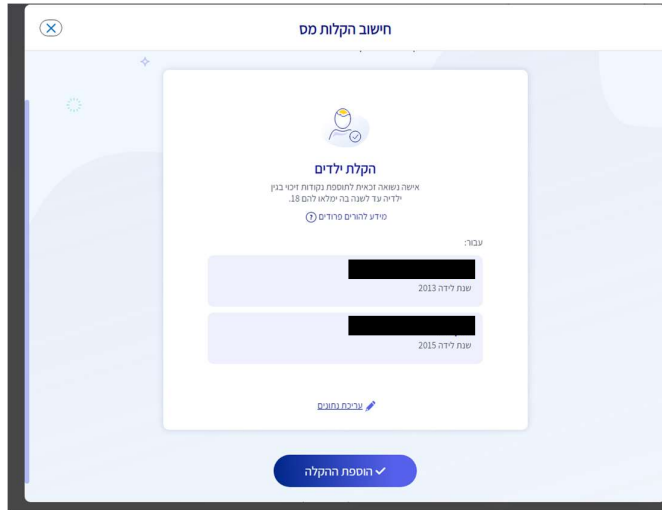 חישוב הקלות מס
הקלת ילדים
אישה נשואה זכאית לתוספת נקודות זיכוי בגין
ילדיה עד לשנה בה ימלאו להם 18.
מידע להורים פרודים ?
עבור:
שנת לידה 2013
שנת לידה 2015
עריכת נתונים
הוספת ההקלה